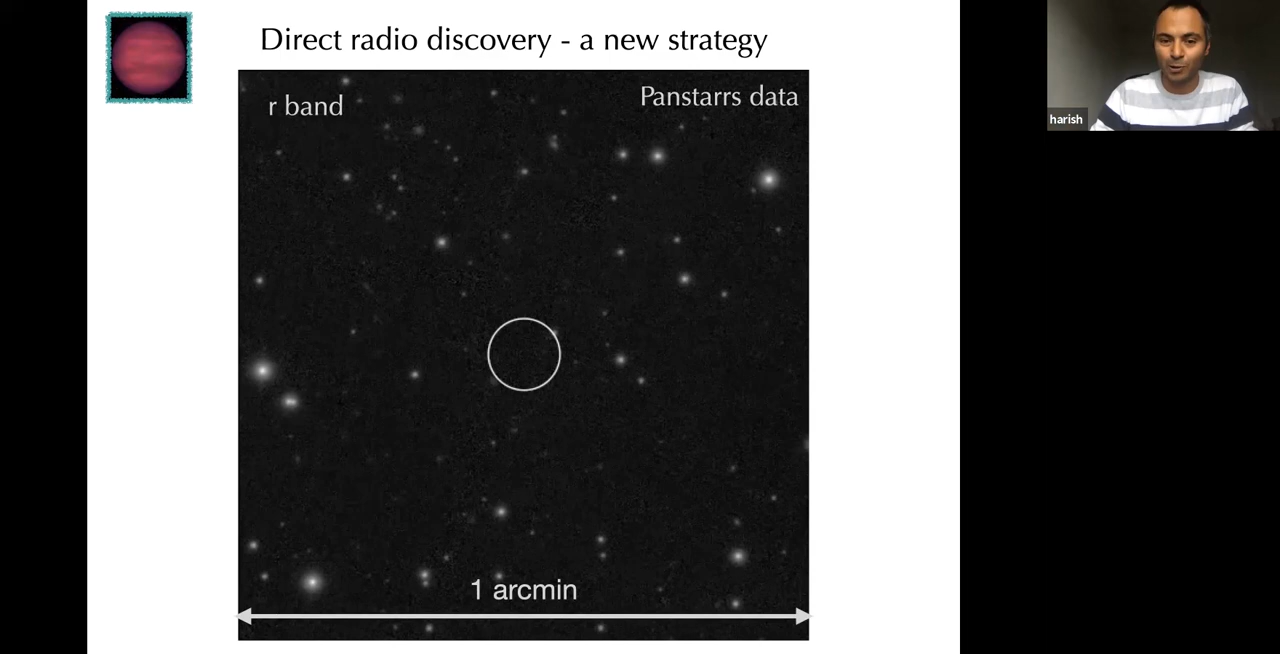 Direct radio discovery - a new strategy
r band
Panstarrs data
harish
1 arcmin